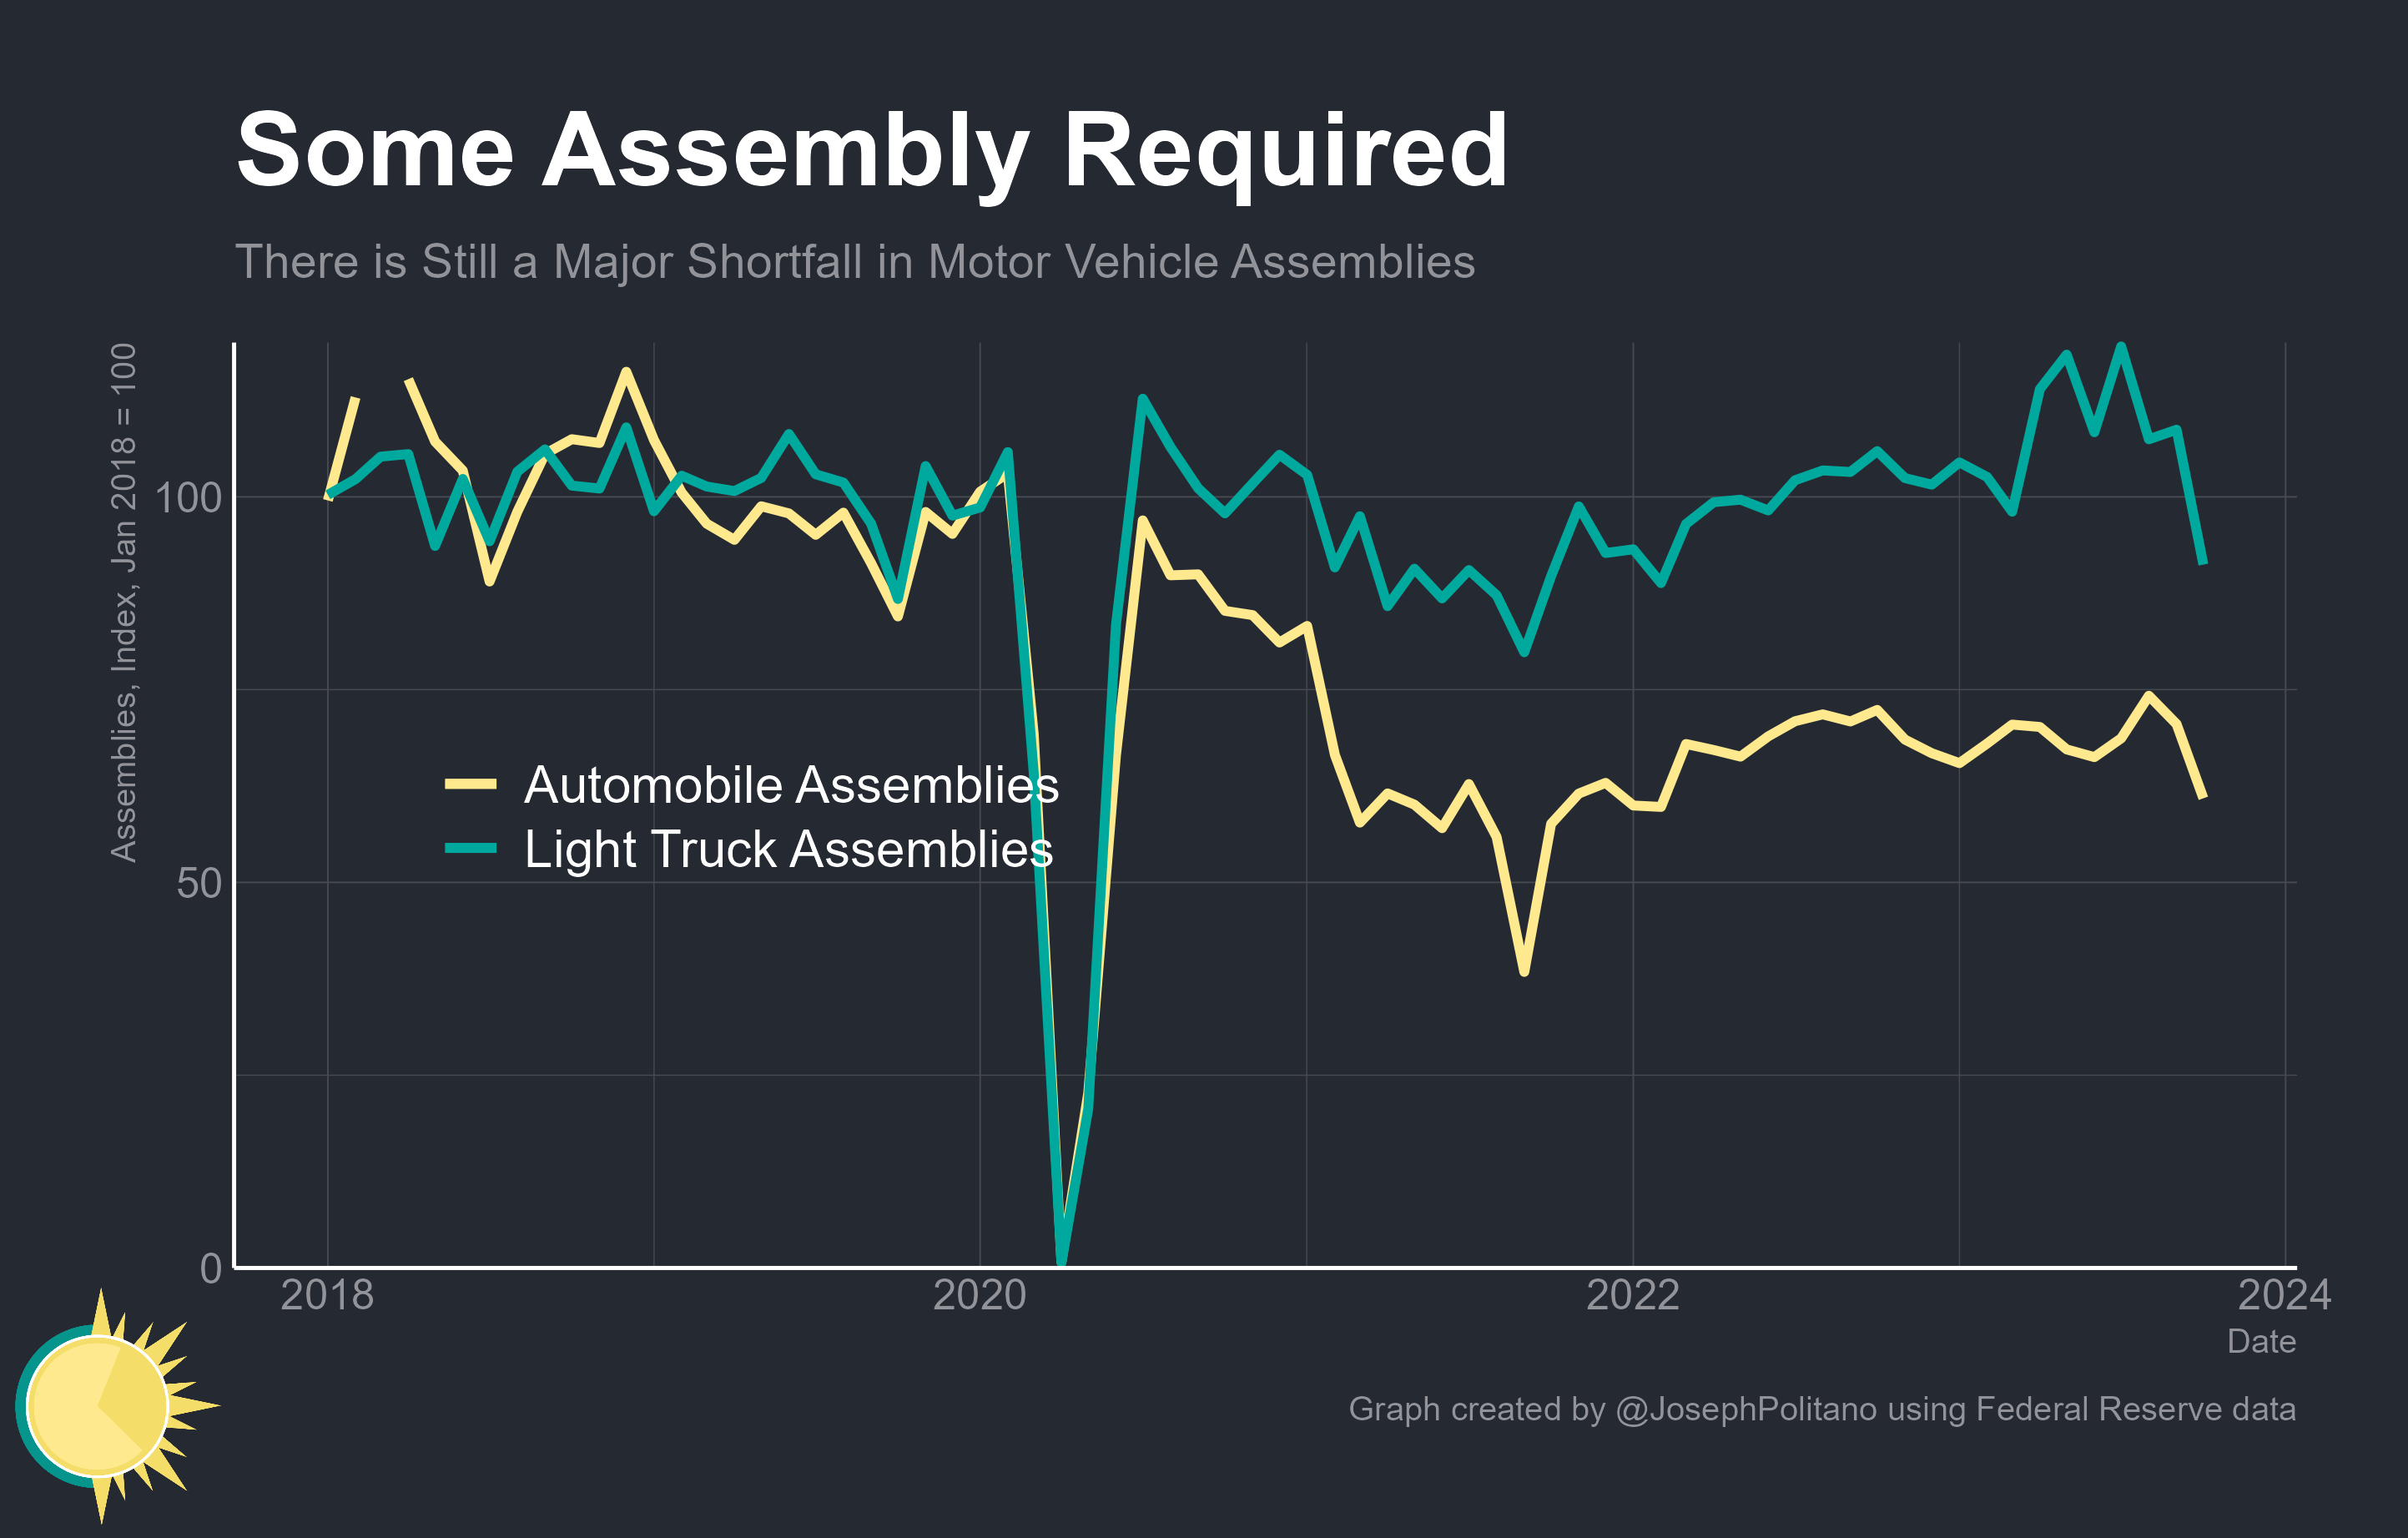 Some Assembly Required
There is Still a Major Shortfall in Motor Vehicle Assemblies
Assemblies, Index, Jan 2018 = 100
100
50
0
Automobile Assemblies
Light Truck Assemblies
2018 2020 2022 2024
Date
Graph created by @JosephPolitano using Federal Reserve data